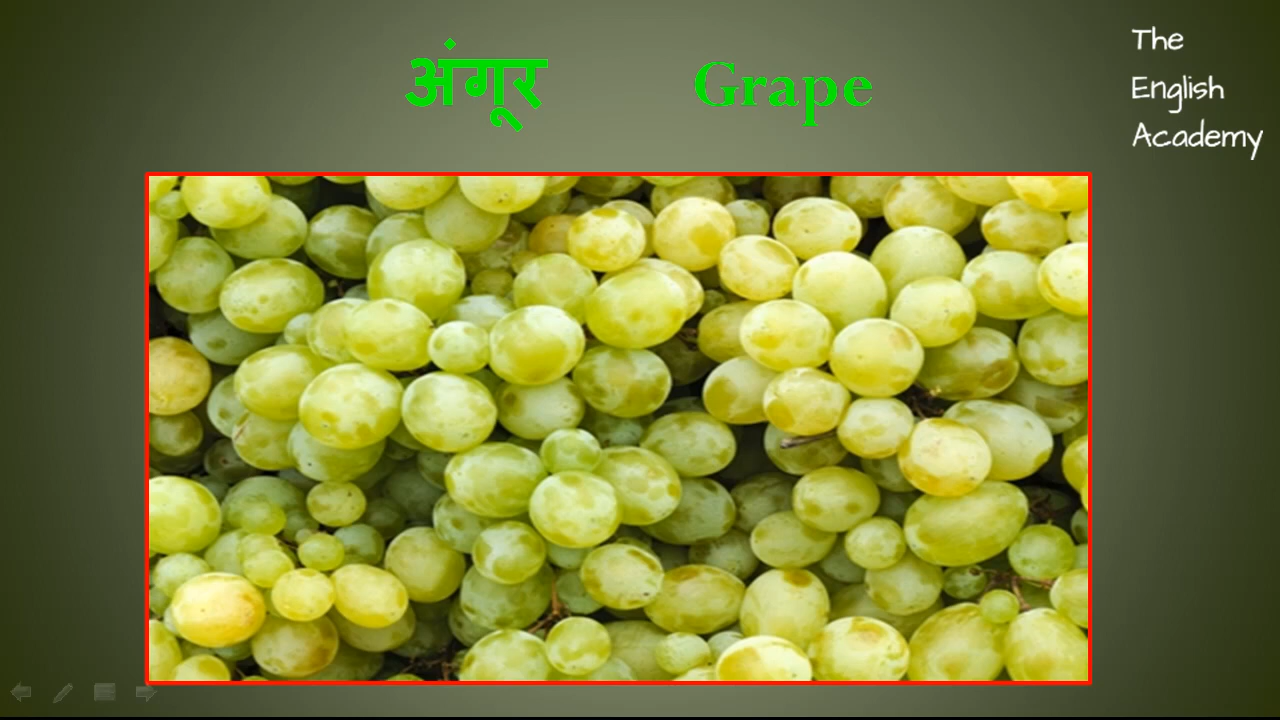 अंगूर Grape
The
English
Academy